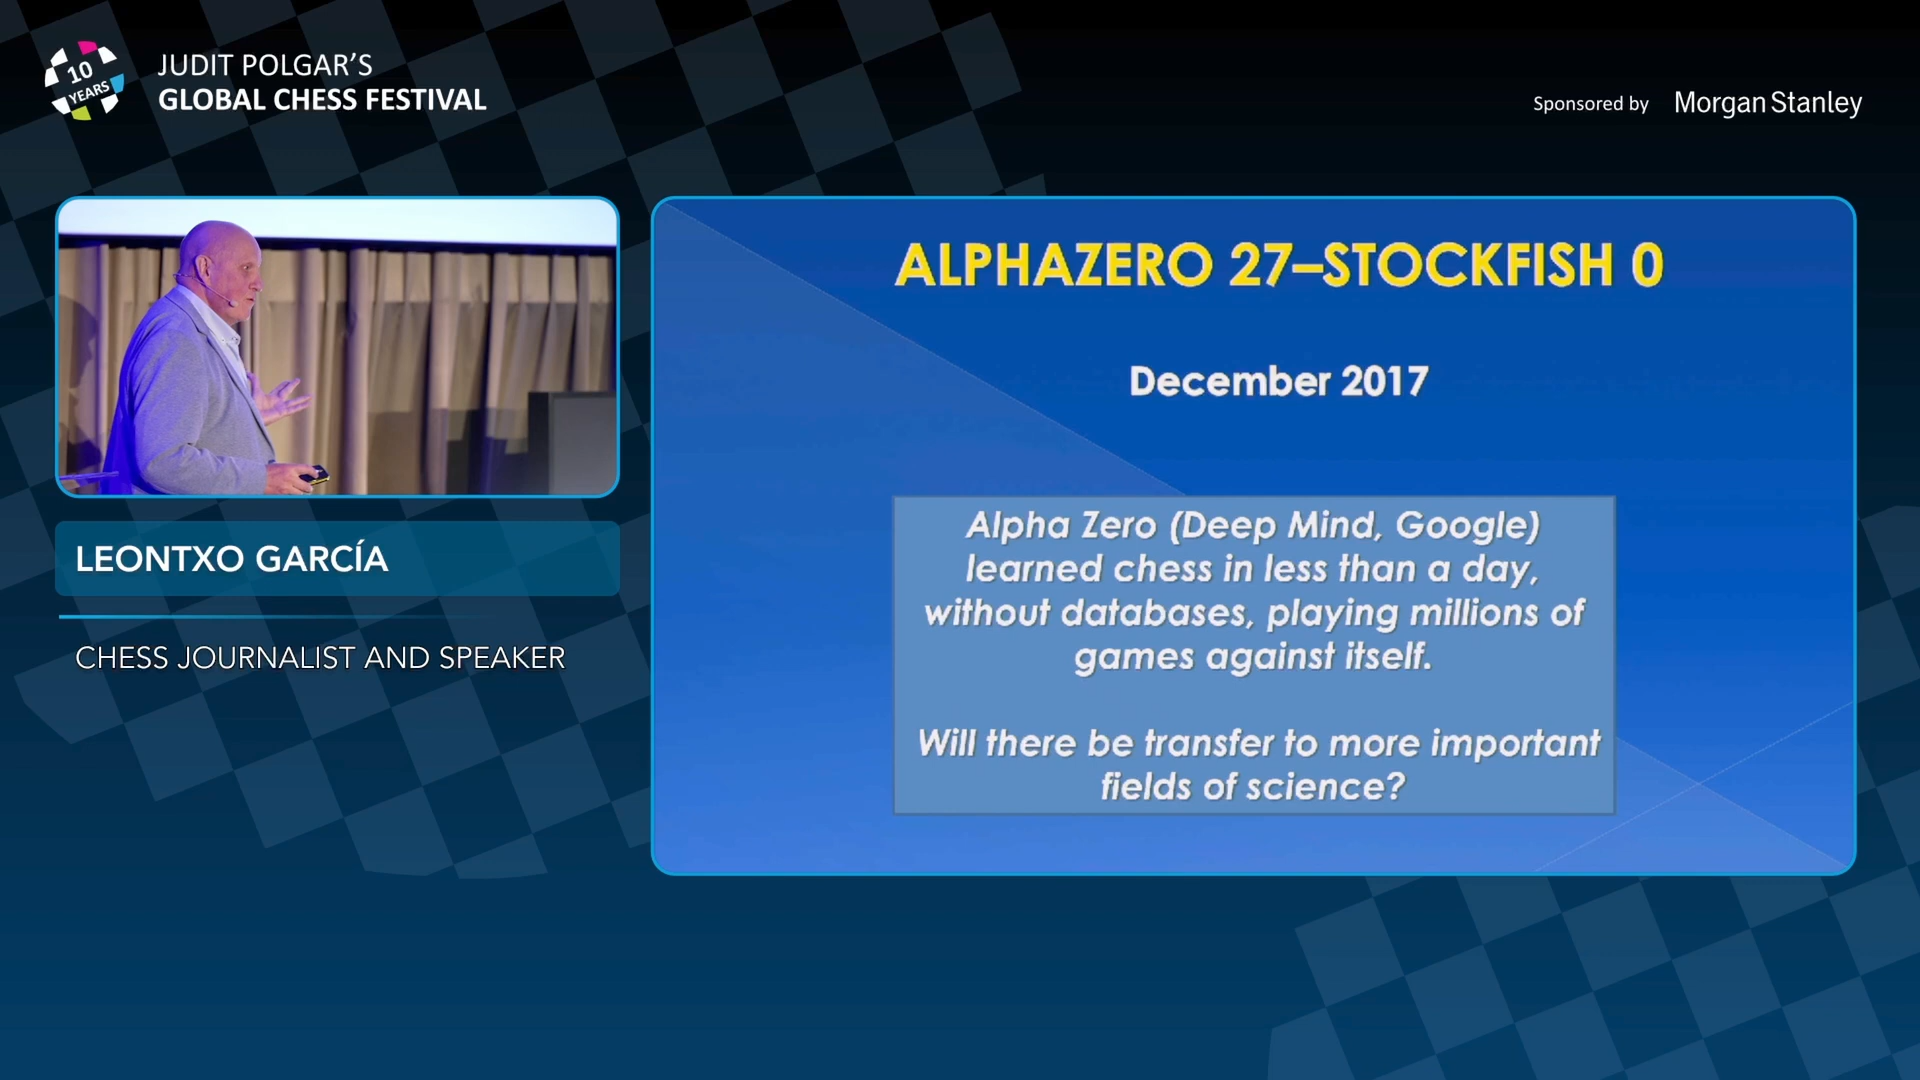 10
YEARS
JUDIT POLGAR'S
GLOBAL CHESS FESTIVAL
Sponsored by Morgan Stanley
LEONTXO GARCÍA
CHESS JOURNALIST AND SPEAKER
ALPHAZERO 27–STOCKFISH 0
December 2017
Alpha Zero (Deep Mind, Google)
learned chess in less than a day,
without databases, playing millions of
games against itself.
Will there be transfer to more important
fields of science?